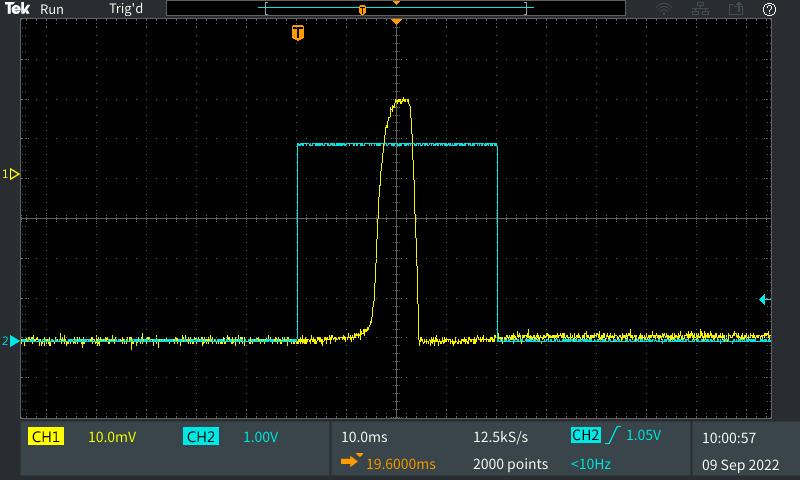 Tek Run Trig'd T ?
T
1
2
CH1 10.0mV CH2 1.00V 10.0ms 12.5kS/s CH2 1.05V 10:00:57
19.6000ms 2000 points <10Hz 09 Sep 2022